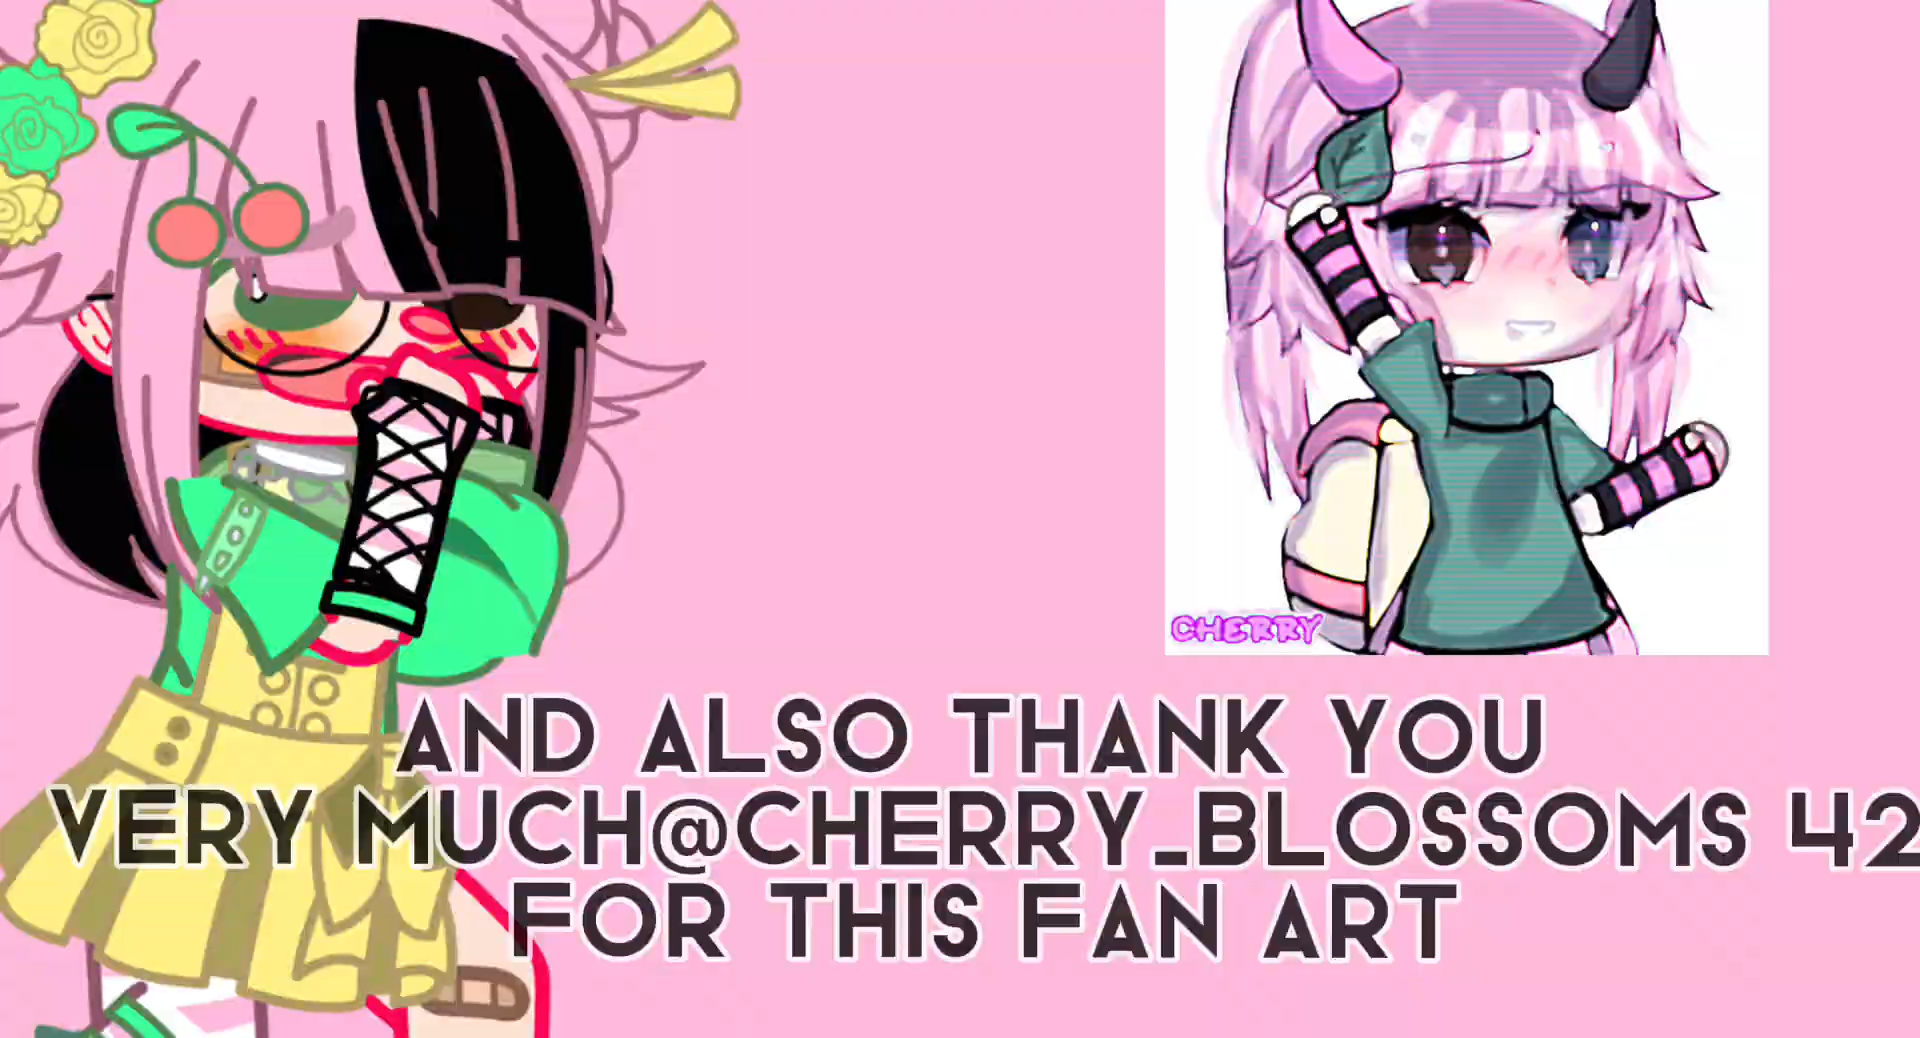 CHERRY
AND ALSO THANK YOU
VERY MUCH@CHERRY_BLOSSOMS 42
FOR THIS FAN ART